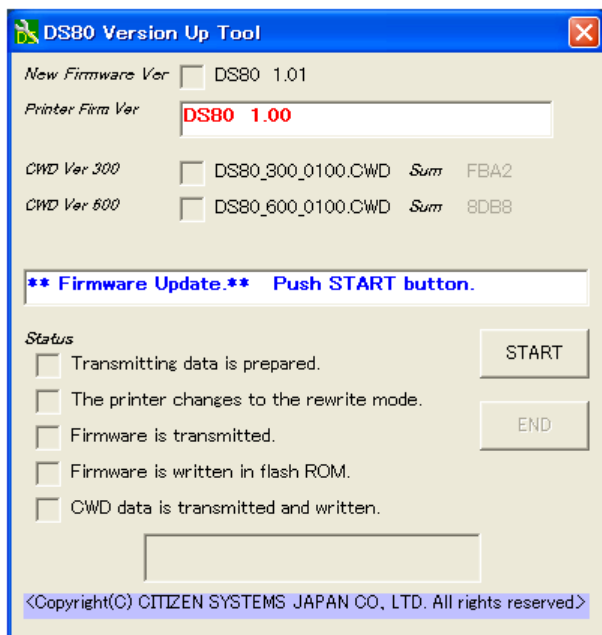 DS80 Version Up Tool
New Firmware Ver DS80 1.01
Printer Firm Ver DS80 1.00
CWD Ver 300 DS80_300_0100.CWD Sum FBA2
CWD Ver 600 DS80_600_0100.CWD Sum 8DB8
** Firmware Update.** Push START button.
Status
START
Transmitting data is prepared.
The printer changes to the rewrite mode.
END
Firmware is transmitted.
Firmware is written in flash ROM.
CWD data is transmitted and written.
<Copyright(C) CITIZEN SYSTEMS JAPAN CO, LTD. All rights reserved>